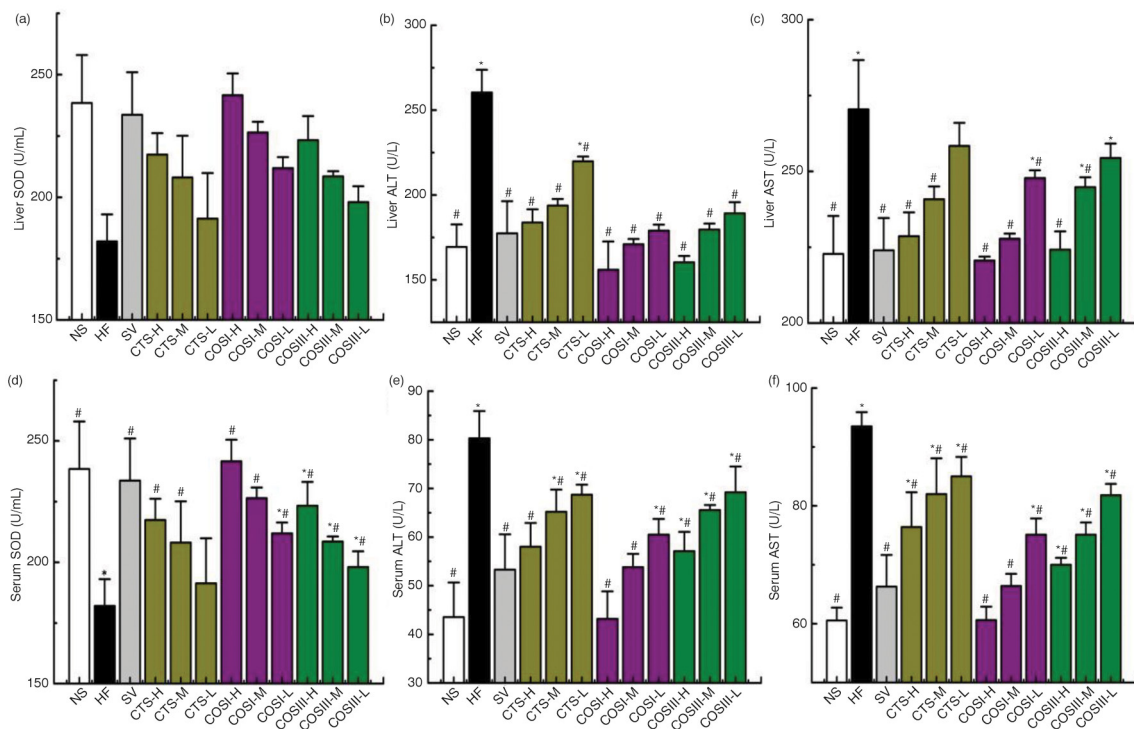 (a)
Liver SOD (U/mL)
250
200
150
NS HF SV CTS-H CTS-M CTS-L COSI-H COSI-M COSI-L COSIII-H COSIII-M COSIII-L
(b)
Liver ALT (U/L)
300
250
200
150
# * # # # *# # # # # # #
NS HF SV CTS-H CTS-M CTS-L COSI-H COSI-M COSI-L COSIII-H COSIII-M COSIII-L
(c)
Liver AST (U/L)
300
250
200
# * # # # # # *# # *# *
NS HF SV CTS-H CTS-M CTS-L COSI-H COSI-M COSI-L COSIII-H COSIII-M COSIII-L
(d)
Serum SOD (U/mL)
250
200
150
# * # # # # # *# *# *# *#
NS HF SV CTS-H CTS-M CTS-L COSI-H COSI-M COSI-L COSIII-H COSIII-M COSIII-L
(e)
Serum ALT (U/L)
90
80
70
60
50
40
30
# * # # *# *# # # *# *# *# *#
NS HF SV CTS-H CTS-M CTS-L COSI-H COSI-M COSI-L COSIII-H COSIII-M COSIII-L
(f)
Serum AST (U/L)
100
80
60
# * # *# *# *# # # *# *# *# *#
NS HF SV CTS-H CTS-M CTS-L COSI-H COSI-M COSI-L COSIII-H COSIII-M COSIII-L